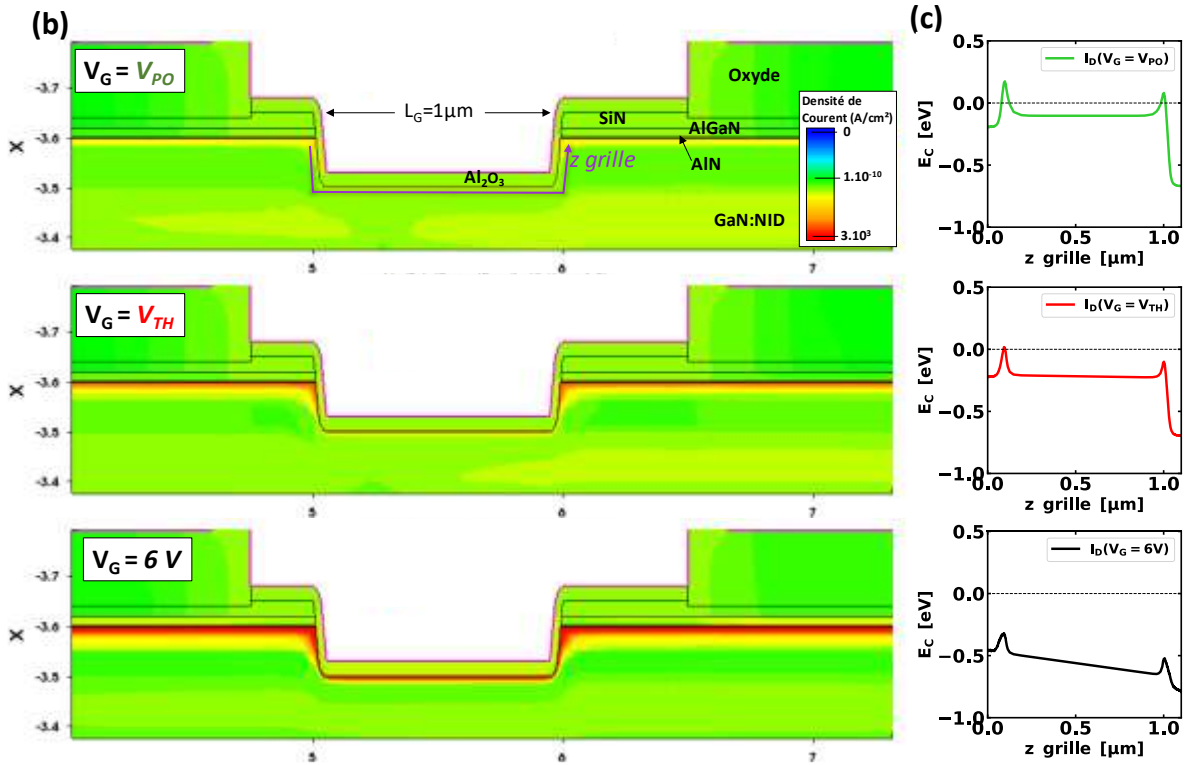 (b)
V_G = V_PO
-3.7
-3.6
-3.5
-3.4
X
L_G=1µm
Oxyde
SiN
AlGaN
AlN
z grille
Al₂O₃
GaN:NID
Densité de
Courent (A/cm²)
0
1.10⁻¹⁰
3.10³
5
6
7
V_G = V_TH
-3.7
-3.6
-3.5
-3.4
X
5
6
7
V_G = 6 V
-3.7
-3.6
-3.5
-3.4
X
5
6
7
(c)
I_D(V_G = V_PO)
0.5
0.0
−0.5
−1.0
E_C [eV]
0.0 0.5 1.0
z grille [µm]
I_D(V_G = V_TH)
0.5
0.0
−0.5
−1.0
E_C [eV]
0.0 0.5 1.0
z grille [µm]
I_D(V_G = 6V)
0.5
0.0
−0.5
−1.0
E_C [eV]
0.0 0.5 1.0
z grille [µm]